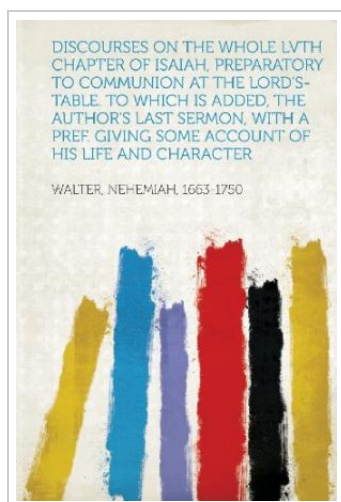 DISCOURSES ON THE WHOLE LVTH
CHAPTER OF ISAIAH, PREPARATORY
TO COMMUNION AT THE LORD'S-
TABLE. TO WHICH IS ADDED, THE
AUTHOR'S LAST SERMON, WITH A
PREF. GIVING SOME ACCOUNT OF
HIS LIFE AND CHARACTER
WALTER, NEHEMIAH, 1663-1750